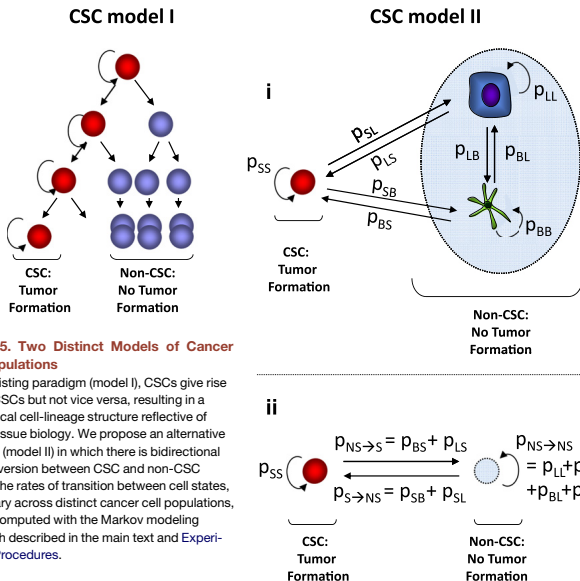 CSC model I
CSC:
Tumor
Formation
Non-CSC:
No Tumor
Formation
5. Two Distinct Models of Cancer
pulations
isting paradigm (model I), CSCs give rise
CSCs but not vice versa, resulting in a
cal cell-lineage structure reflective of
issue biology. We propose an alternative
(model II) in which there is bidirectional
version between CSC and non-CSC
he rates of transition between cell states,
ary across distinct cancer cell populations,
omputed with the Markov modeling
h described in the main text and Experi-
Procedures.
CSC model II
i
pSL
pLS
pLL
pSS
pSB
pBS
pLB
pBL
pBB
CSC:
Tumor
Formation
Non-CSC:
No Tumor
Formation
ii
pNS→S = pBS + pLS
pSS
pS→NS = pSB + pSL
pNS→NS
= pLL+p
+pBL+p
CSC:
Tumor
Formation
Non-CSC:
No Tumor
Formation